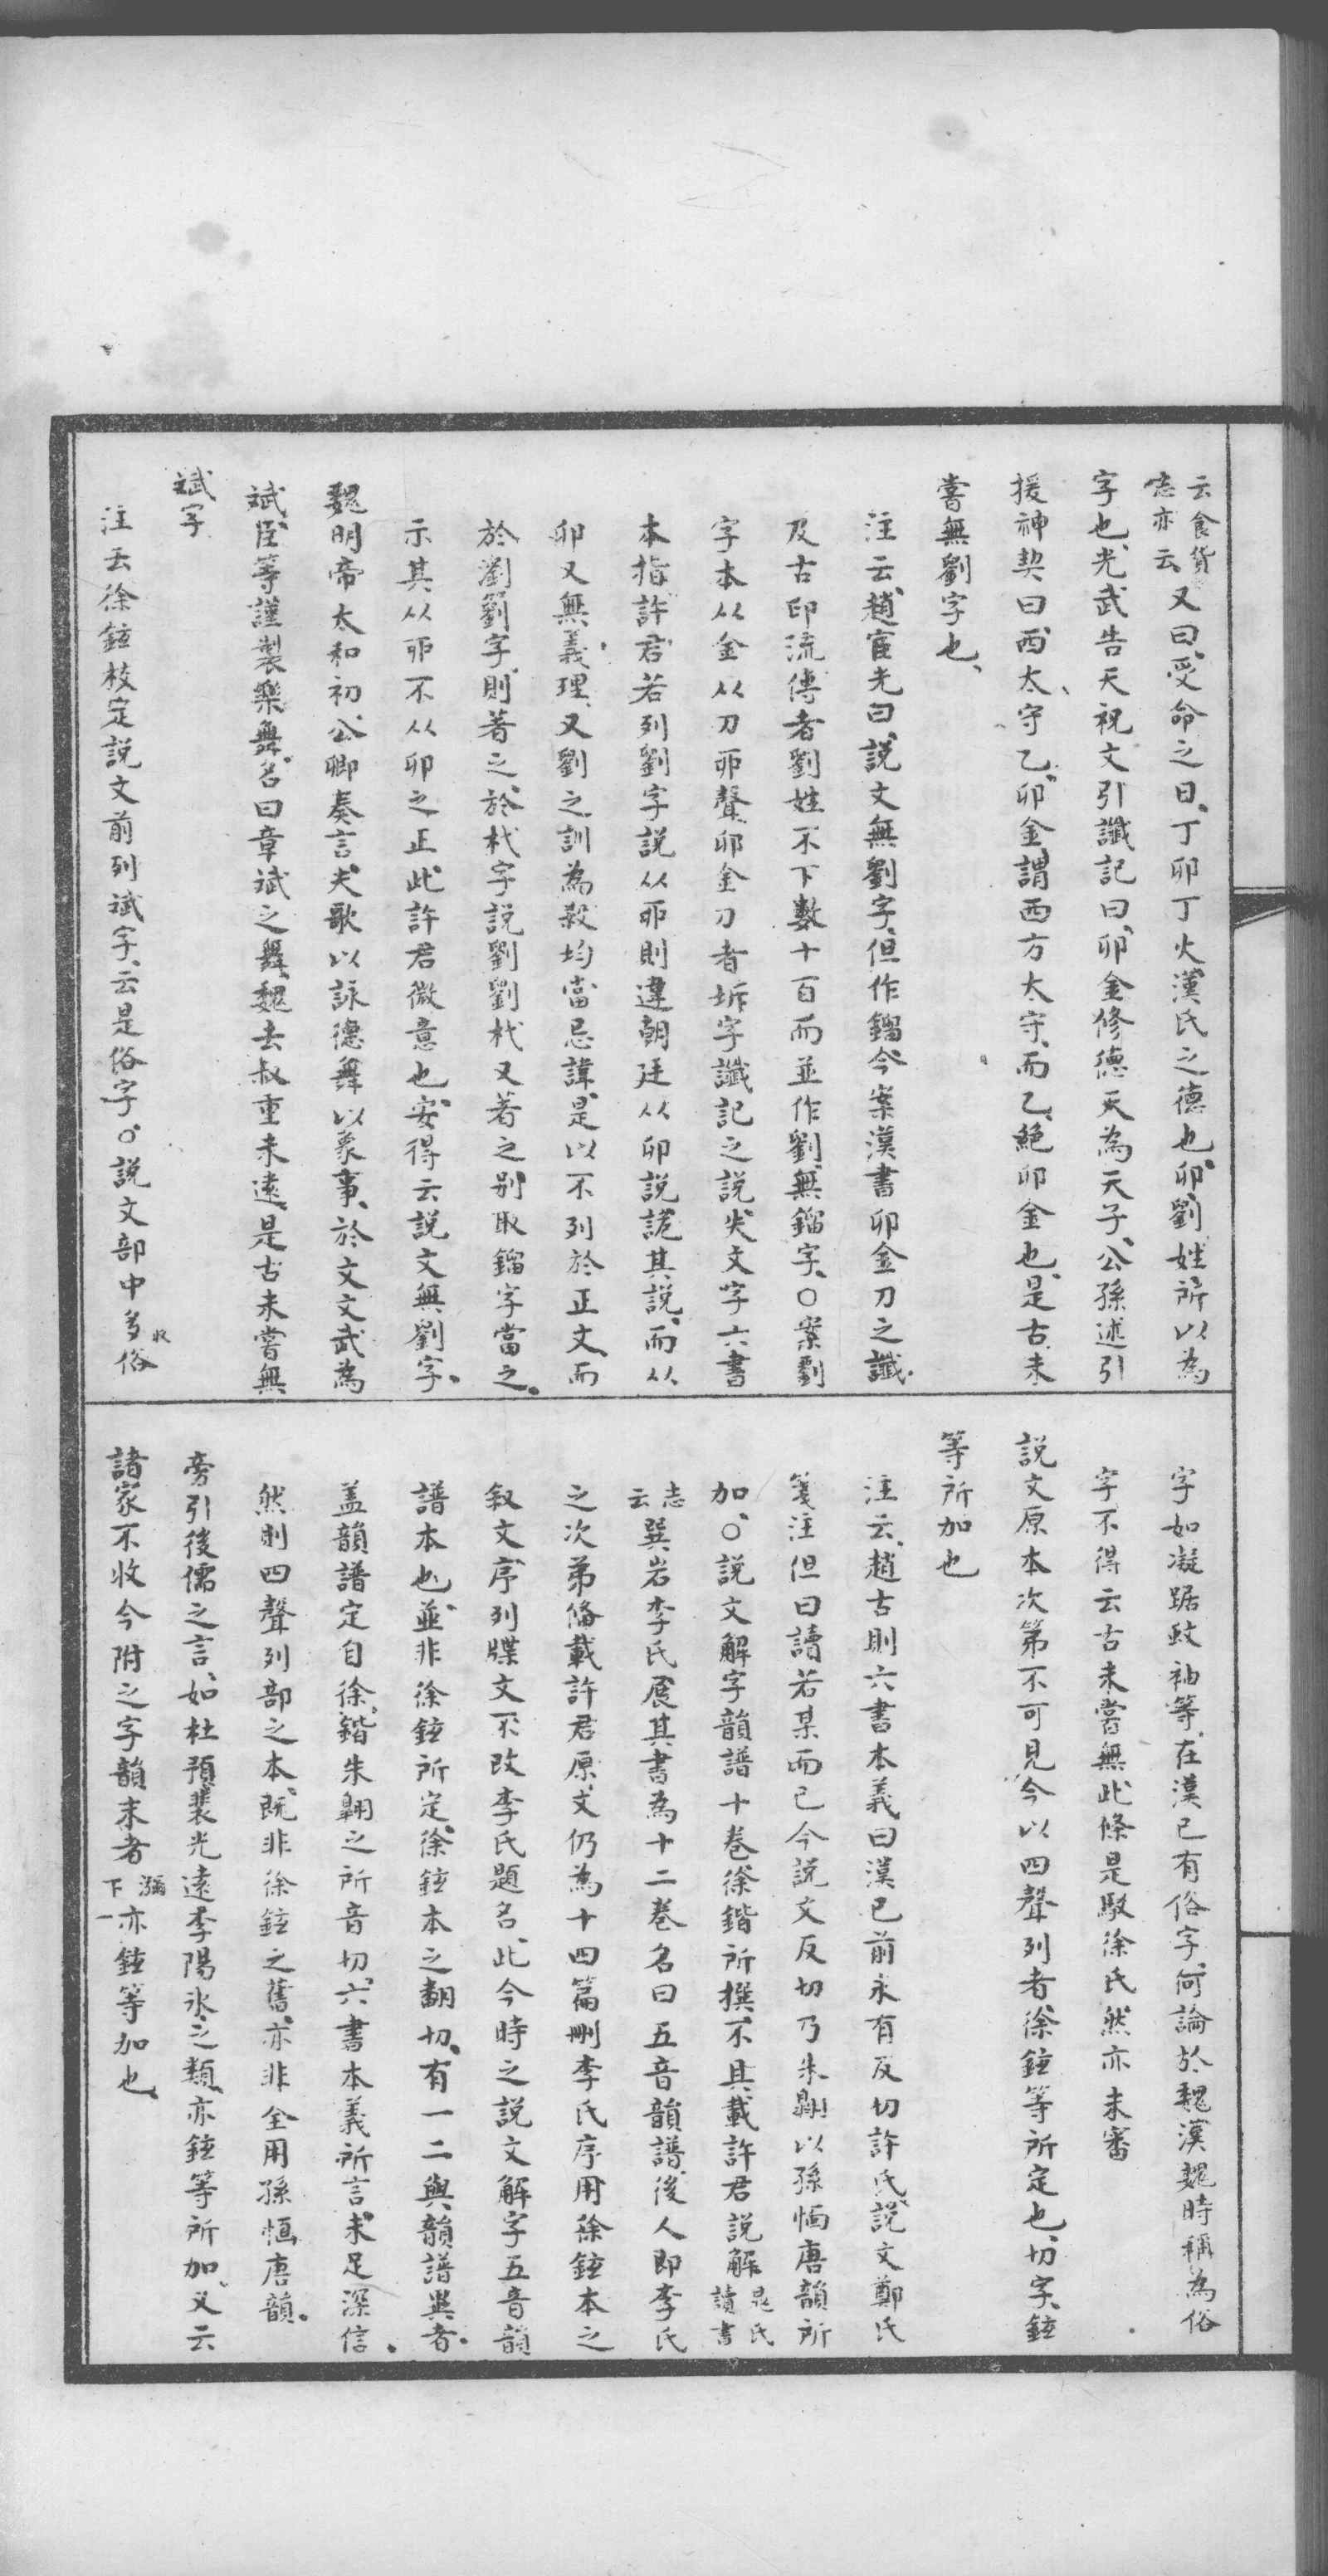 云食貨志亦云又曰、受命之日、丁卯丁火、漢氏之德也、卯、劉姓所以為
字也、光武告天祝文引讖記曰、卯金修德天為天子、公孫述引
援神契曰、西太守乙、卯金、謂西方太守、而乙絕卯金也、是古未
嘗無劉字也、
注云、趙宧光曰、說文無劉字、但作鎦、今案漢書卯金刀之讖、
及古印流傳者劉姓不下數十百而並作劉、無鎦字、○案劉
字本从金从刀丣聲、卯金刀者坼字讖記之說、失文字六書
本指、許君若列劉字說从丣則違朝廷、从卯說諕其說、而从
卯又無義理、又劉之訓為殺、均當忌諱、是以不列於正文、而
於瀏䉧字則著之、於杙字說劉劉杙又著之、別取鎦字當之、
示其从丣不从卯之正、此許君微意也、安得云說文無劉字、
魏明帝太和初、公卿奏言、夫歌以詠德、舞以象事、於文文武為
斌、臣等謹製樂舞、名曰章斌之舞、魏去叔重未遠、是古未嘗無
斌字
注云徐鉉校定說文前列斌字、云是俗字。○說文部中多收俗
字如凝踞蚊袖等、在漢已有俗字、何論於魏漢魏時稱為俗
字不得云古未嘗無、此條是駁徐氏、然亦未審
說文原本次第不可見、今以四聲列者、徐鉉等所定也、切字、鉉
等所加也
注云、趙古則六書本義曰漢已前未有反切、許氏說文鄭氏
箋注但曰讀若某而已、今說文反切乃朱翱以孫愐唐韻所
加、○說文解字韻譜十卷、徐鍇所撰、不具載許君說解、晁氏讀書
志云巽岩李氏展其書為十二卷、名曰五音韻譜、後人即李氏
之次第備載許君原文、仍為十四篇、刪李氏序用徐鉉本之
敘文、序列牒文、不改李氏題名、此今時之說文解字五音韻
譜本也、並非徐鉉所定、徐鉉本之翻切、有一二與韻譜異者、
蓋韻譜定自徐鍇、朱翱之所音切、六書本義所言、未足深信、
然則四聲列部之本、既非徐鉉之舊、亦非全用孫愐唐韻、
旁引後儒之言、如杜預裴光遠李陽冰之類、亦鉉等所加、又云
諸家不收今附之字韻末者瀰下一亦鉉等加也